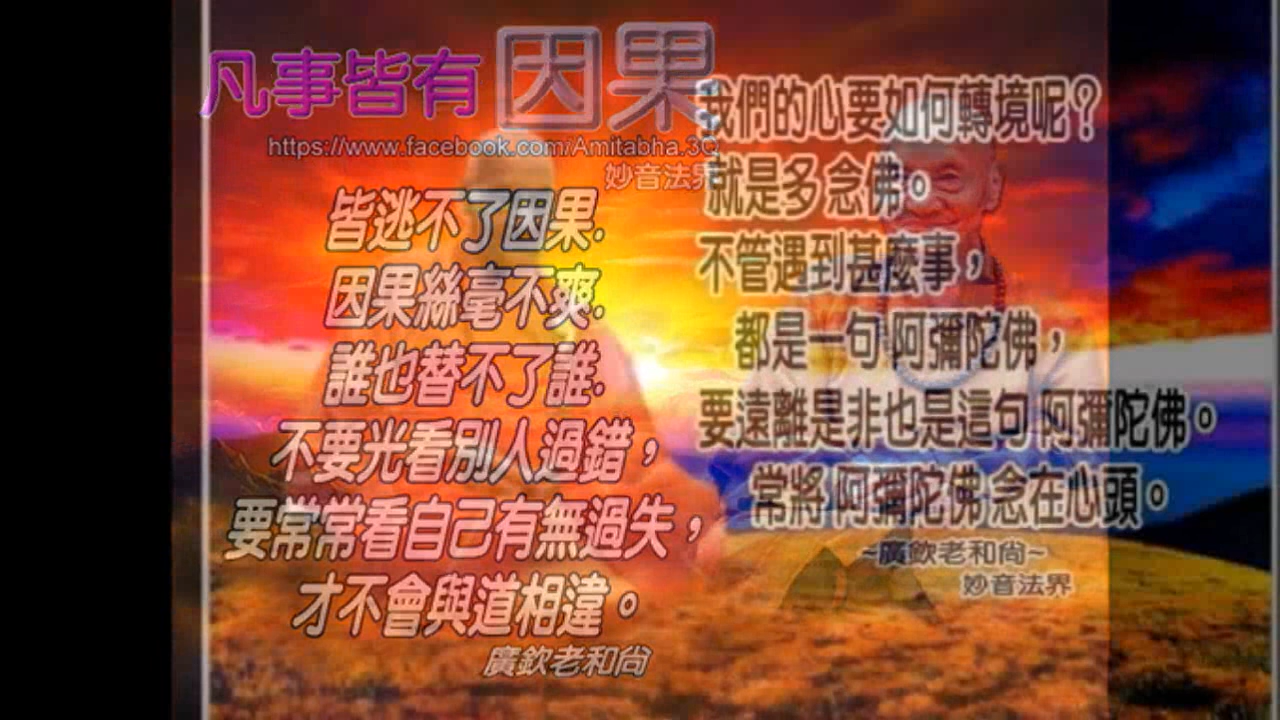 凡事皆有因果
https://www.facebook.com/Amitabha.3Q
妙音法界
皆逃不了因果.
因果絲毫不爽.
誰也替不了誰.
不要光看別人過錯，
要常常看自己有無過失，
才不會與道相違。
廣欽老和尚
我們的心要如何轉境呢？
就是多念佛。
不管遇到甚麼事，
都是一句 阿彌陀佛，
要遠離是非也是這句 阿彌陀佛。
常將 阿彌陀佛 念在心頭。
~廣欽老和尚~
妙音法界